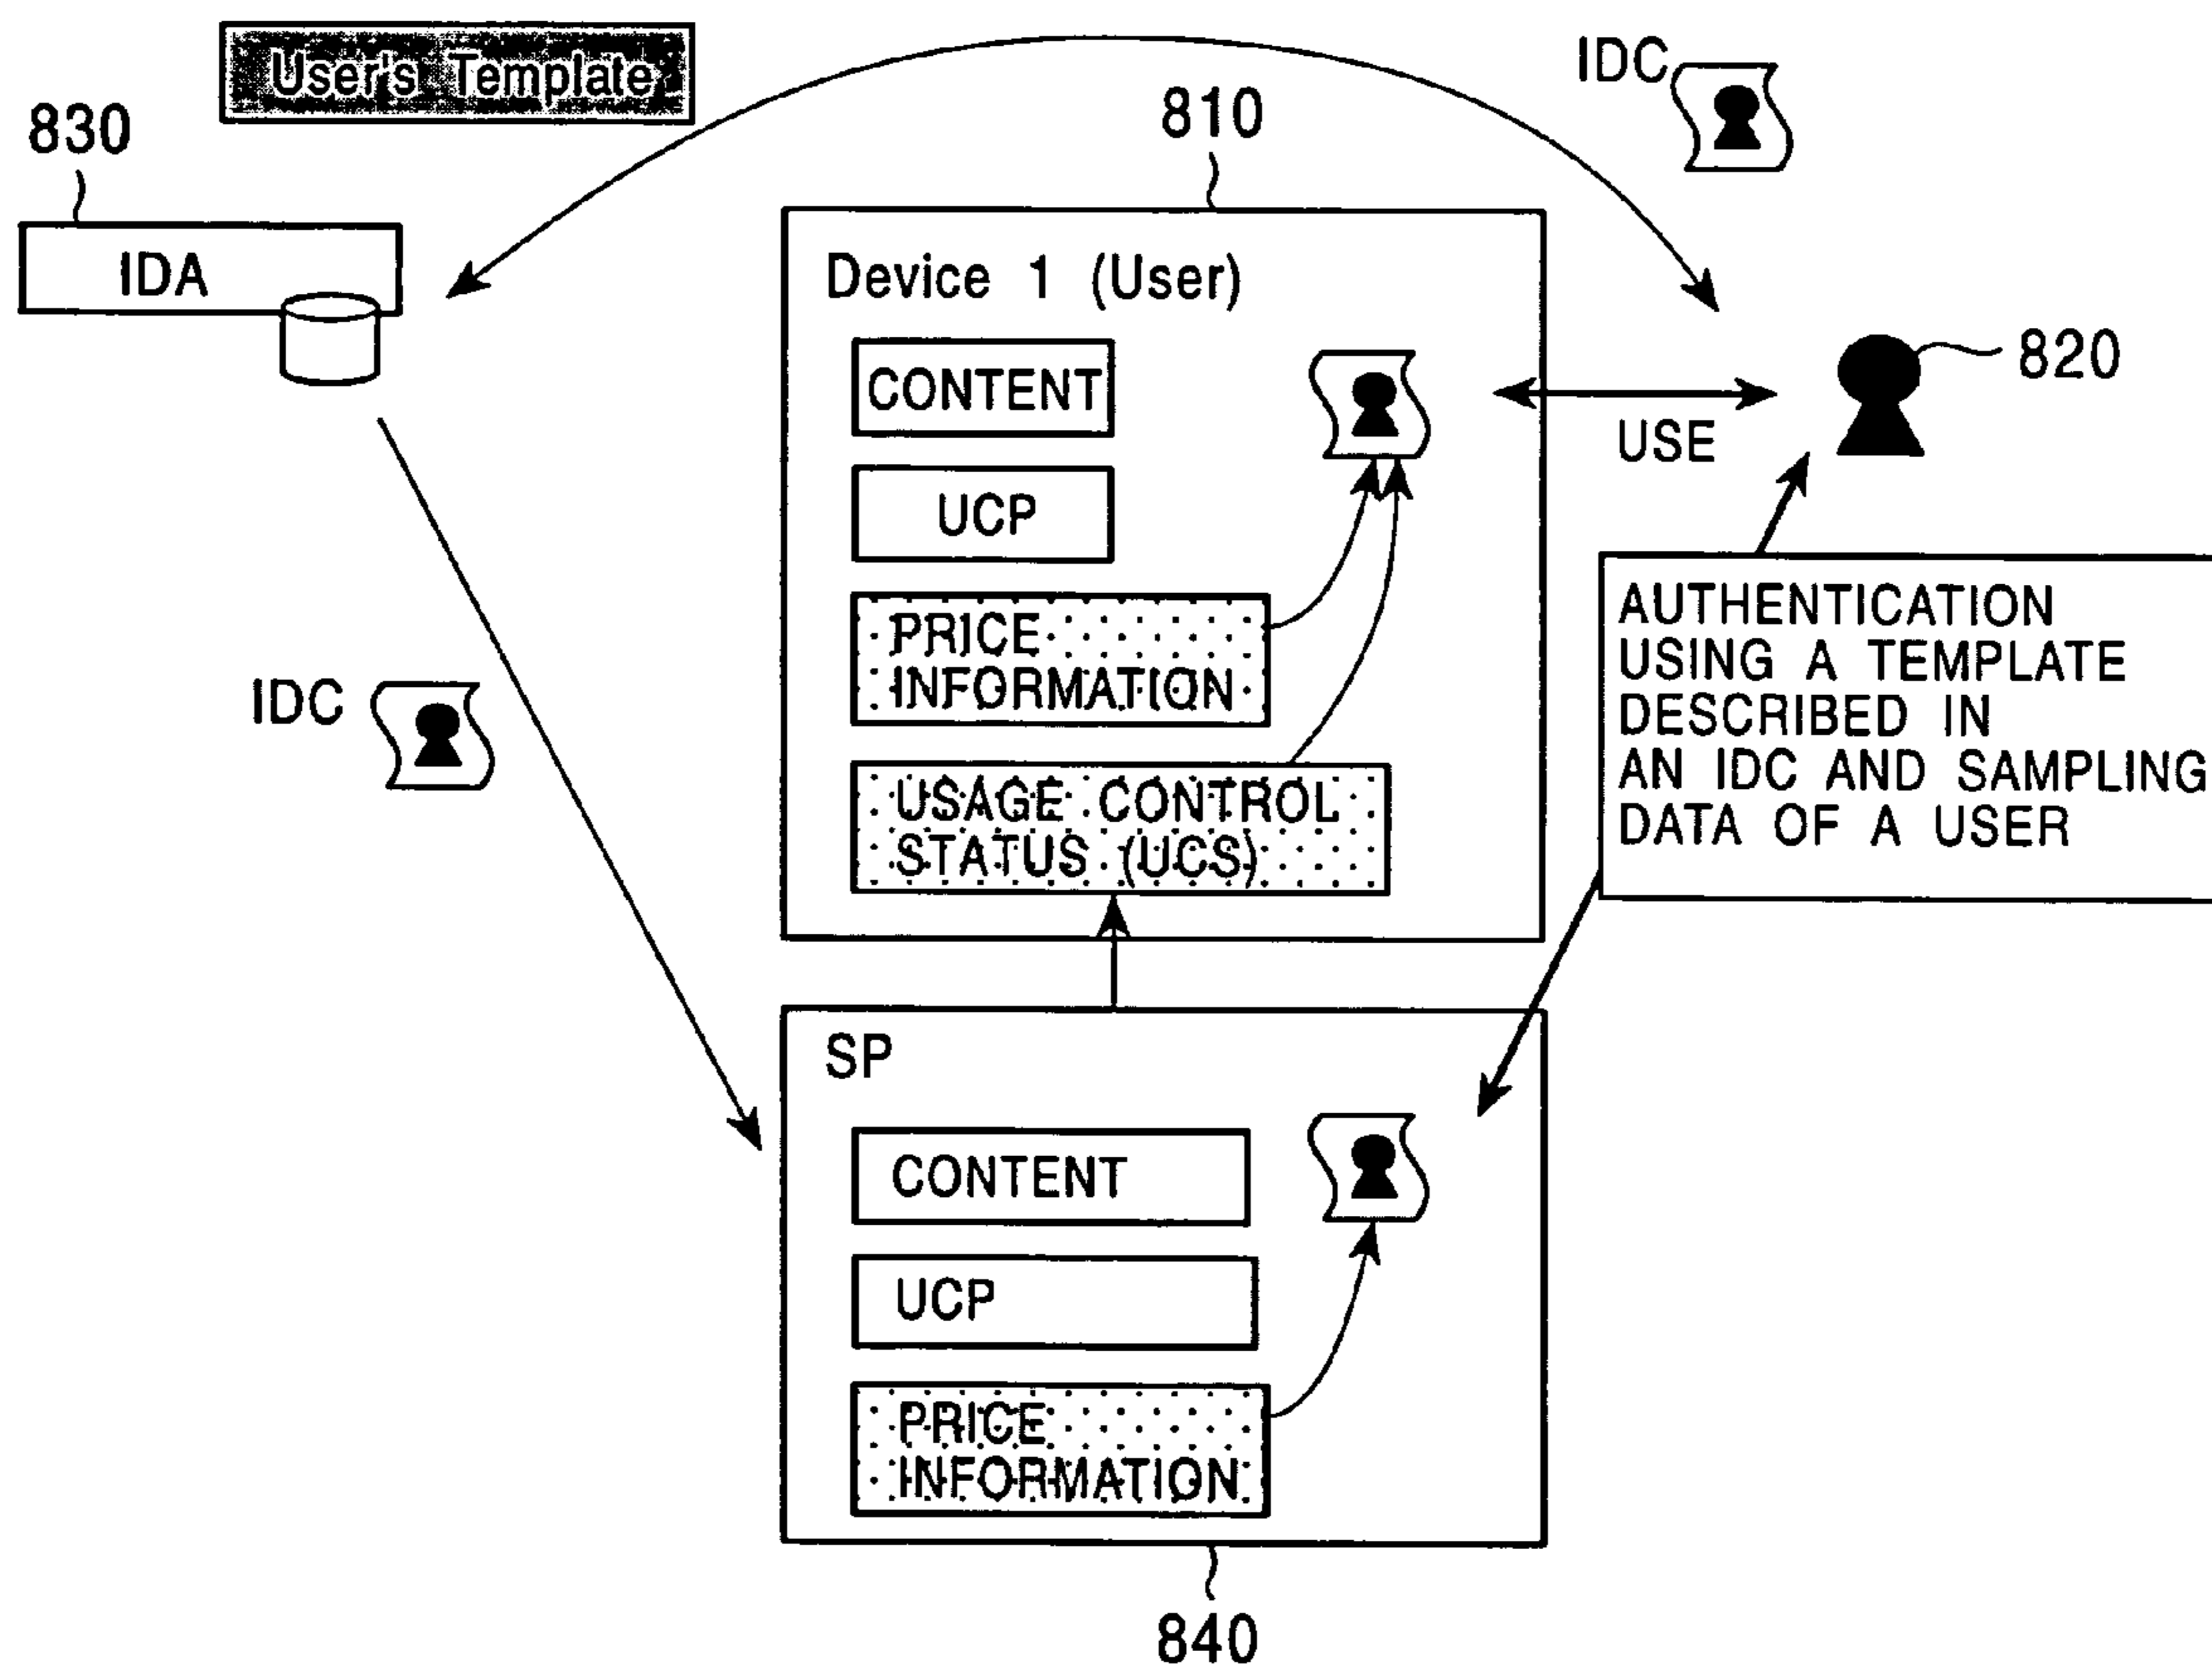 User's Template
IDC
830
810
IDA
Device 1 (User)
CONTENT
820
USE
UCP
PRICE
INFORMATION
AUTHENTICATION
USING A TEMPLATE
DESCRIBED IN
AN IDC AND SAMPLING
DATA OF A USER
IDC
USAGE CONTROL
STATUS (UCS)
SP
CONTENT
UCP
PRICE
INFORMATION
840